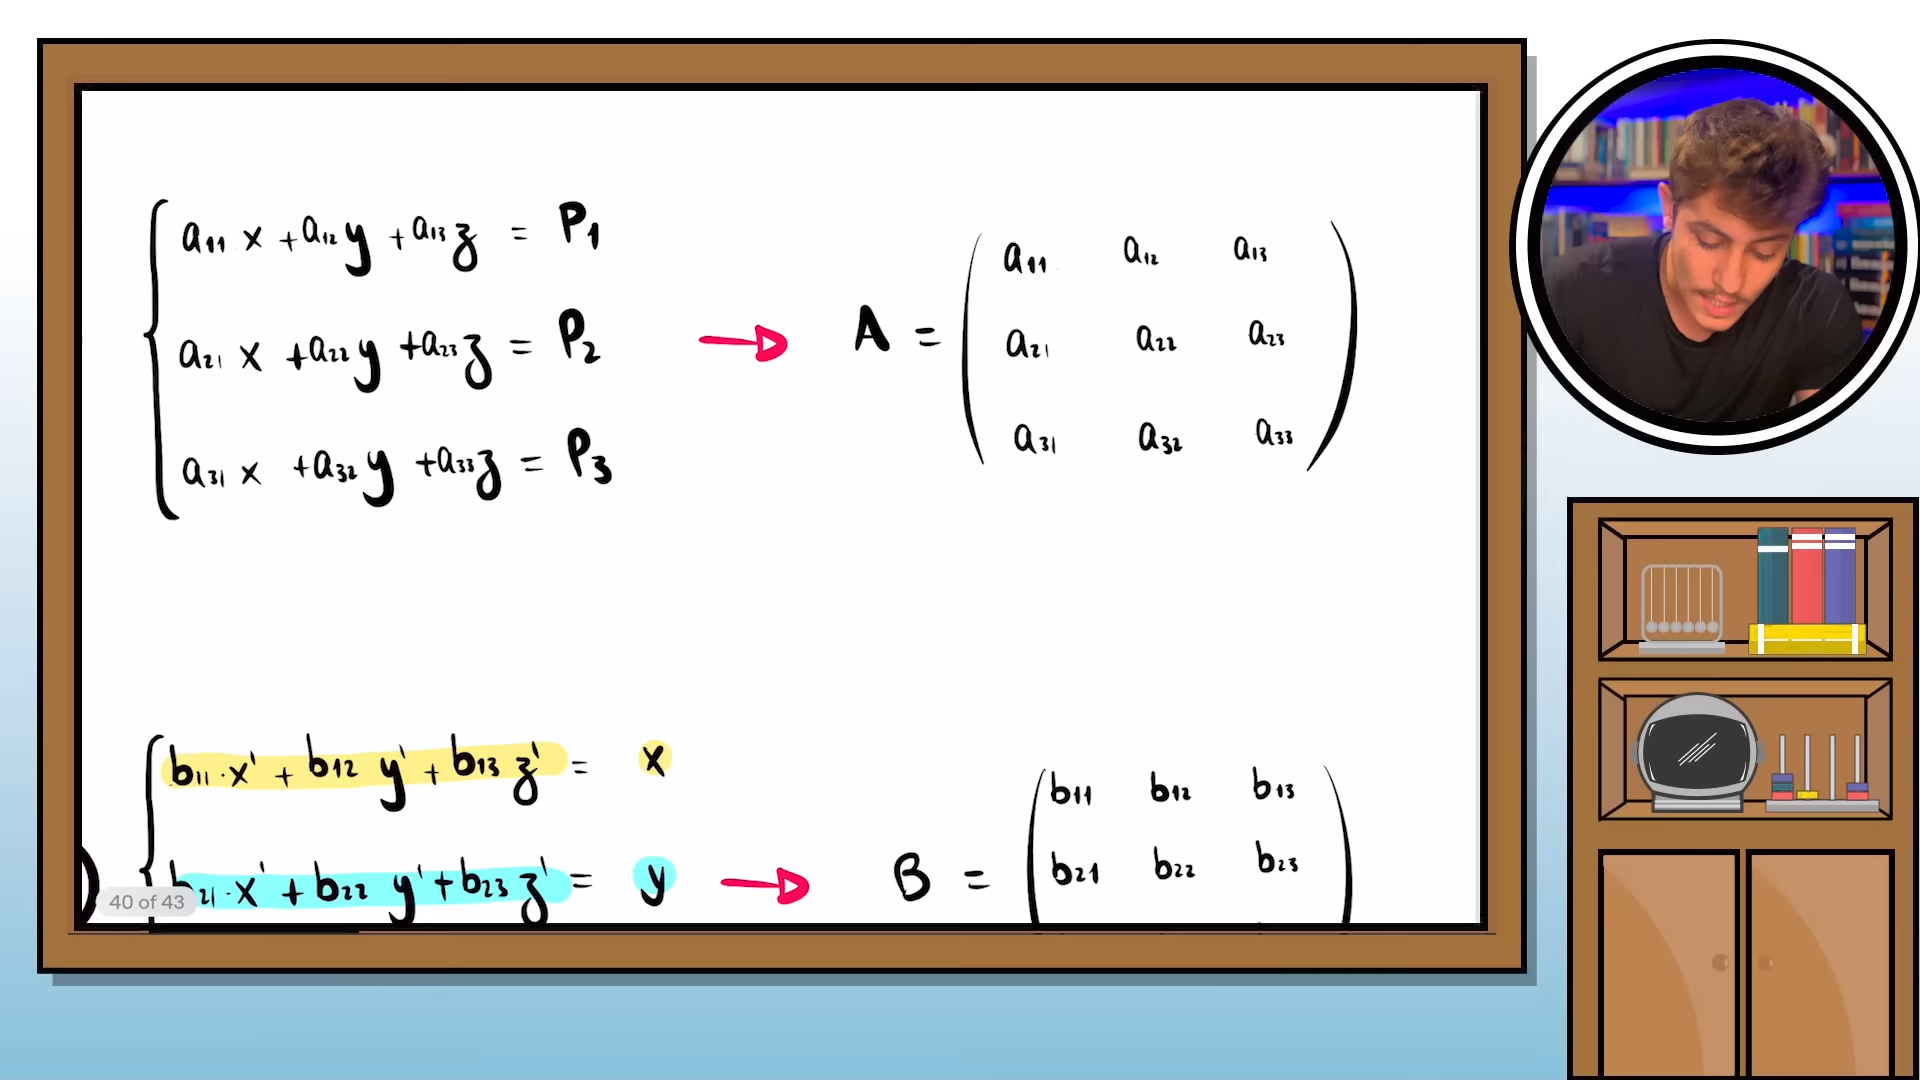 a11 x + a12 y + a13 z = P1
a21 x + a22 y + a23 z = P2
a31 x + a32 y + a33 z = P3
A =
a11 a12 a13
a21 a22 a23
a31 a32 a33
b11·x' + b12 y' + b13 z' = x
b21·x' + b22 y' + b23 z' = y
B =
b11 b12 b13
b21 b22 b23
40 of 43